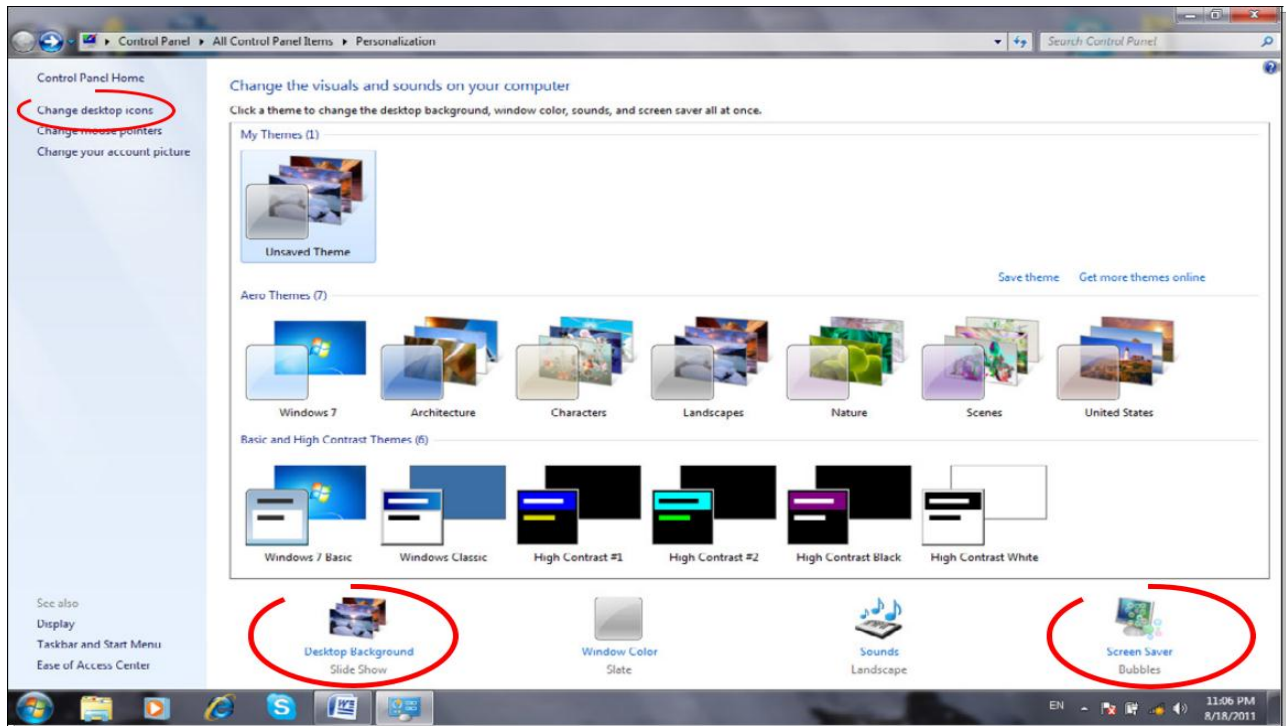 Control Panel All Control Panel Items Personalization
Search Control Panel
Control Panel Home
Change desktop icons
Change mouse pointers
Change your account picture
Change the visuals and sounds on your computer
Click a theme to change the desktop background, window color, sounds, and screen saver all at once.
My Themes (1)
Unsaved Theme
Save theme Get more themes online
Aero Themes (7)
Windows 7 Architecture Characters Landscapes Nature Scenes United States
Basic and High Contrast Themes (6)
Windows 7 Basic Windows Classic High Contrast #1 High Contrast #2 High Contrast Black High Contrast White
See also
Display
Taskbar and Start Menu
Ease of Access Center
Desktop Background
Slide Show
Window Color
Slate
Sounds
Landscape
Screen Saver
Bubbles
EN
11:06 PM
8/18/2011